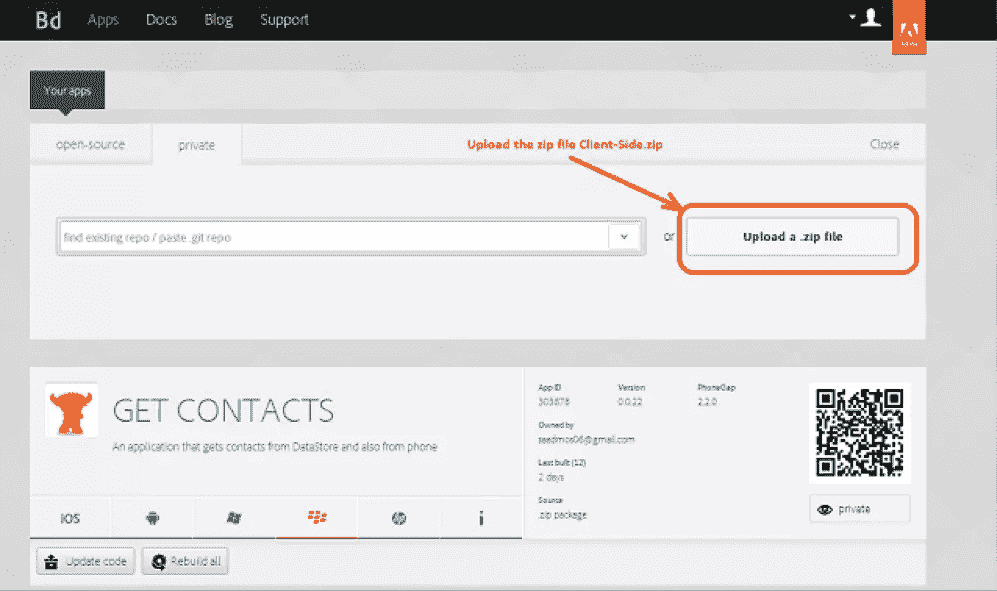 Bd Apps Docs Blog Support
Your apps
open-source private Upload the zip file Client-Side.zip Close
find existing repo / paste .git repo or Upload a .zip file
GET CONTACTS
An application that gets contacts from DataStore and also from phone
App ID Version PhoneGap
303678 0.0.22 2.2.0
Owned by
saadmos06@gmail.com
Last built (12)
2 days
Source
.zip package
iOS
private
Update code Rebuild all